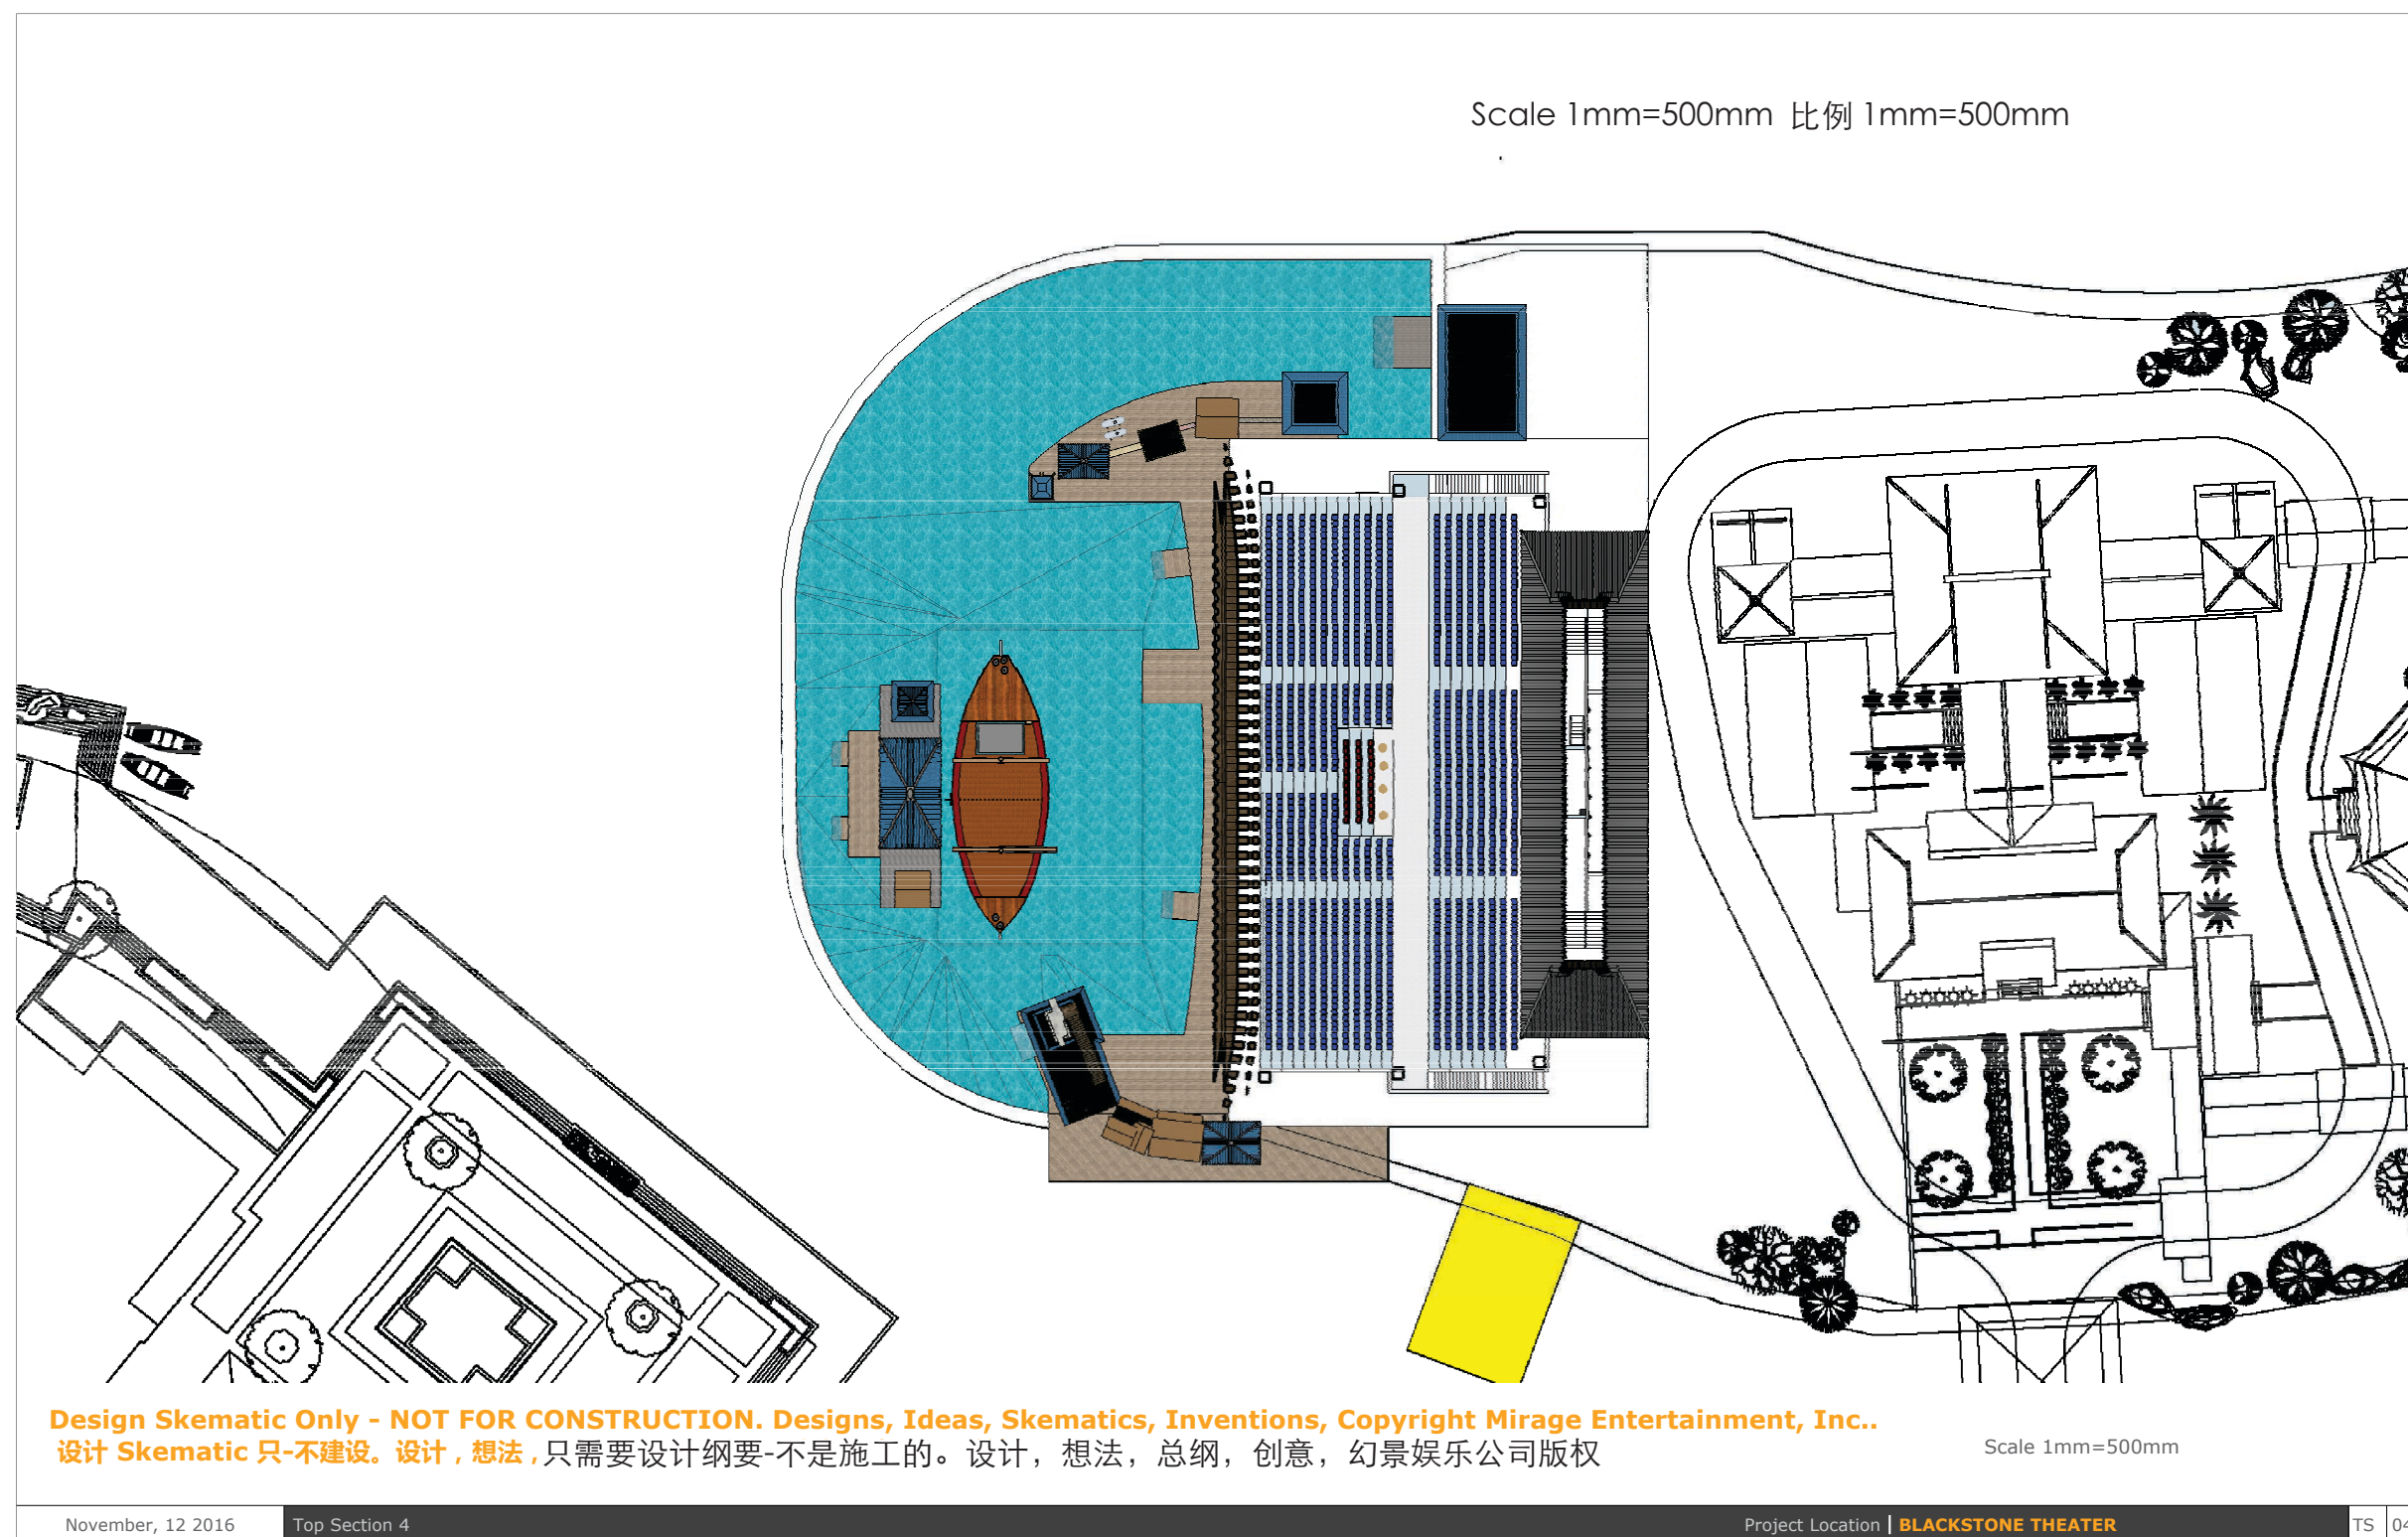 Scale 1mm=500mm 比例 1mm=500mm
Design Skematic Only - NOT FOR CONSTRUCTION. Designs, Ideas, Skematics, Inventions, Copyright Mirage Entertainment, Inc..
设计 Skematic 只-不建设。设计 , 想法 , 只需要设计纲要-不是施工的。设计，想法，总纲，创意，幻景娱乐公司版权
Scale 1mm=500mm
November, 12 2016 Top Section 4 Project Location | BLACKSTONE THEATER TS 04